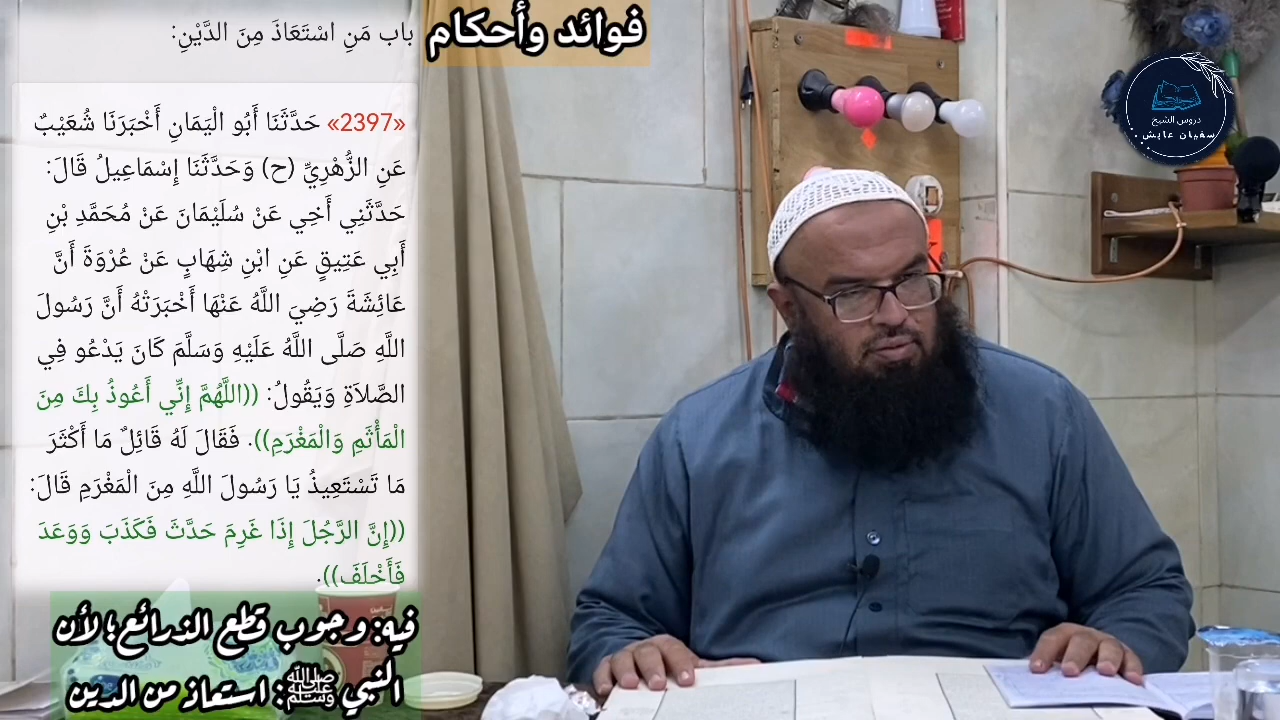 فوائد وأحكام
باب مَنِ اسْتَعَاذَ مِنَ الدَّيْنِ:
«2397» حَدَّثَنَا أَبُو الْيَمَانِ أَخْبَرَنَا شُعَيْبٌ
عَنِ الزُّهْرِيِّ (ح) وَحَدَّثَنَا إِسْمَاعِيلُ قَالَ:
حَدَّثَنِي أَخِي عَنْ سُلَيْمَانَ عَنْ مُحَمَّدِ بْنِ
أَبِي عَتِيقٍ عَنِ ابْنِ شِهَابٍ عَنْ عُرْوَةَ أَنَّ
عَائِشَةَ رَضِيَ اللَّهُ عَنْهَا أَخْبَرَتْهُ أَنَّ رَسُولَ
اللَّهِ صَلَّى اللَّهُ عَلَيْهِ وَسَلَّمَ كَانَ يَدْعُو فِي
الصَّلاَةِ وَيَقُولُ: ((اللَّهُمَّ إِنِّي أَعُوذُ بِكَ مِنَ
الْمَأْثَمِ وَالْمَغْرَمِ)). فَقَالَ لَهُ قَائِلٌ مَا أَكْثَرَ
مَا تَسْتَعِيذُ يَا رَسُولَ اللَّهِ مِنَ الْمَغْرَمِ قَالَ:
((إِنَّ الرَّجُلَ إِذَا غَرِمَ حَدَّثَ فَكَذَبَ وَوَعَدَ
فَأَخْلَفَ)).
فيه: وجوب قطع الذرائع؛ لأن
النبي ﷺ: استعاذ من الدين
دروس الشيخ
سفيان عايش